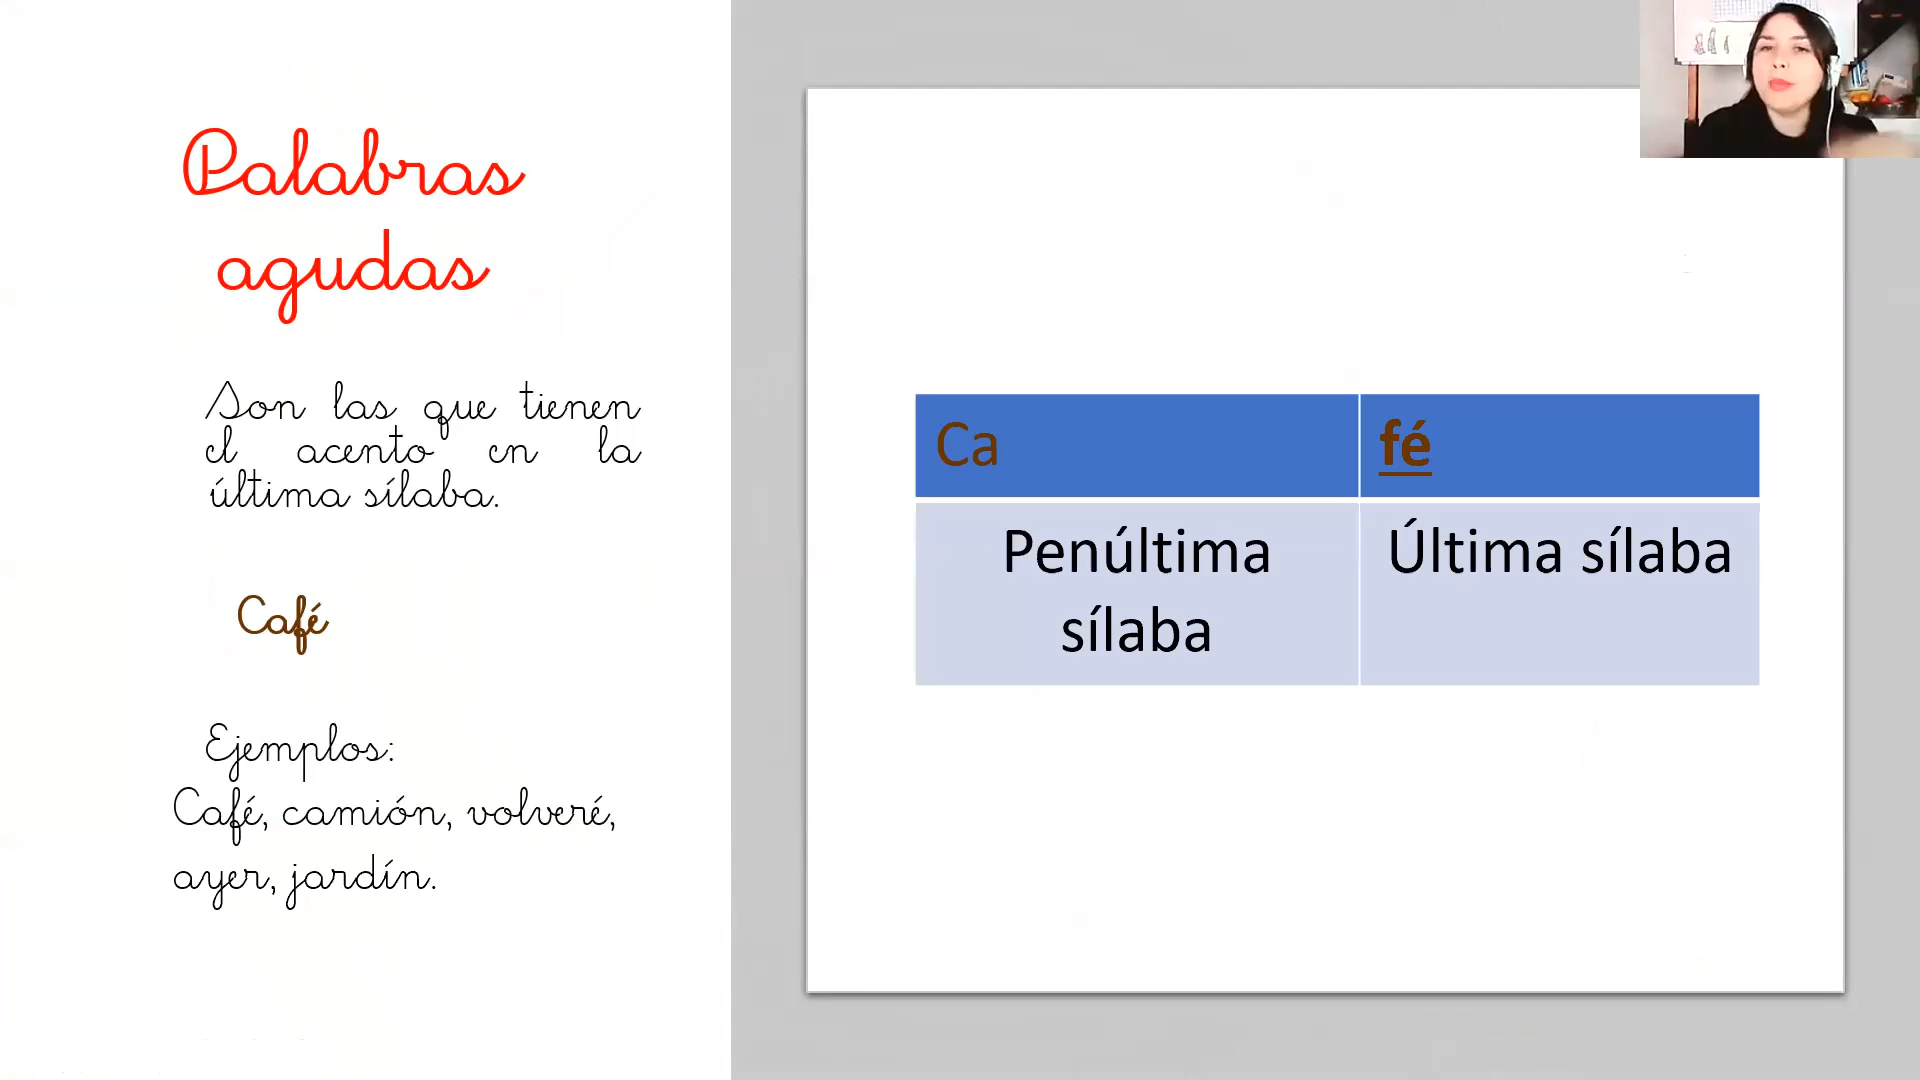 Palabras
agudas
Son las que tienen
el acento en la
última sílaba.
Café
Ejemplos:
Café, camión, volveré,
ayer, jardín.
Ca fé
Penúltima
sílaba
Última sílaba